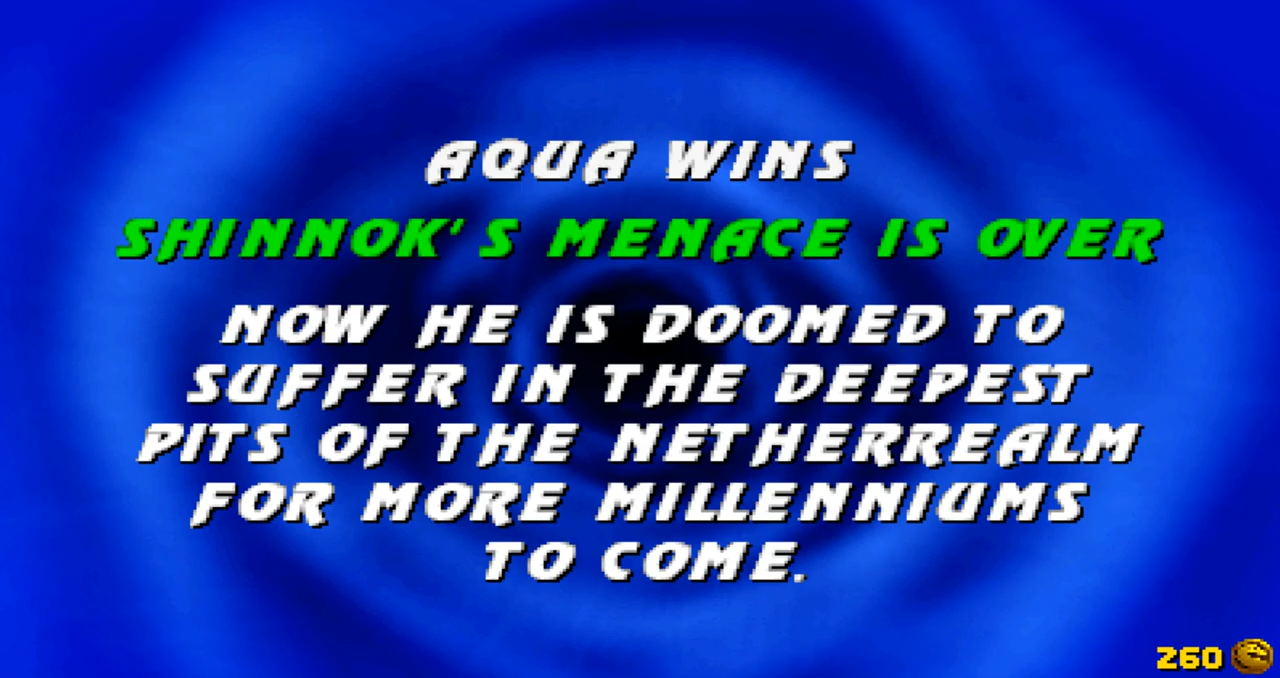 AQUA WINS
SHINNOK'S MENACE IS OVER
NOW HE IS DOOMED TO
SUFFER IN THE DEEPEST
PITS OF THE NETHERREALM
FOR MORE MILLENNIUMS
TO COME.
260